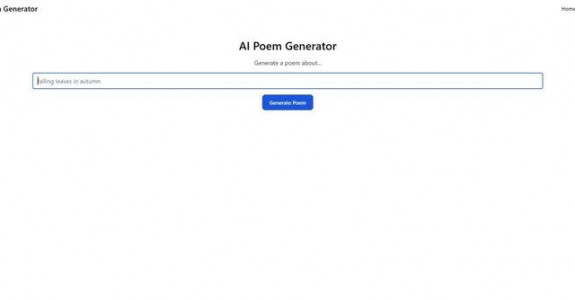 Generator
Home
AI Poem Generator
Generate a poem about...
falling leaves in autumn
Generate Poem